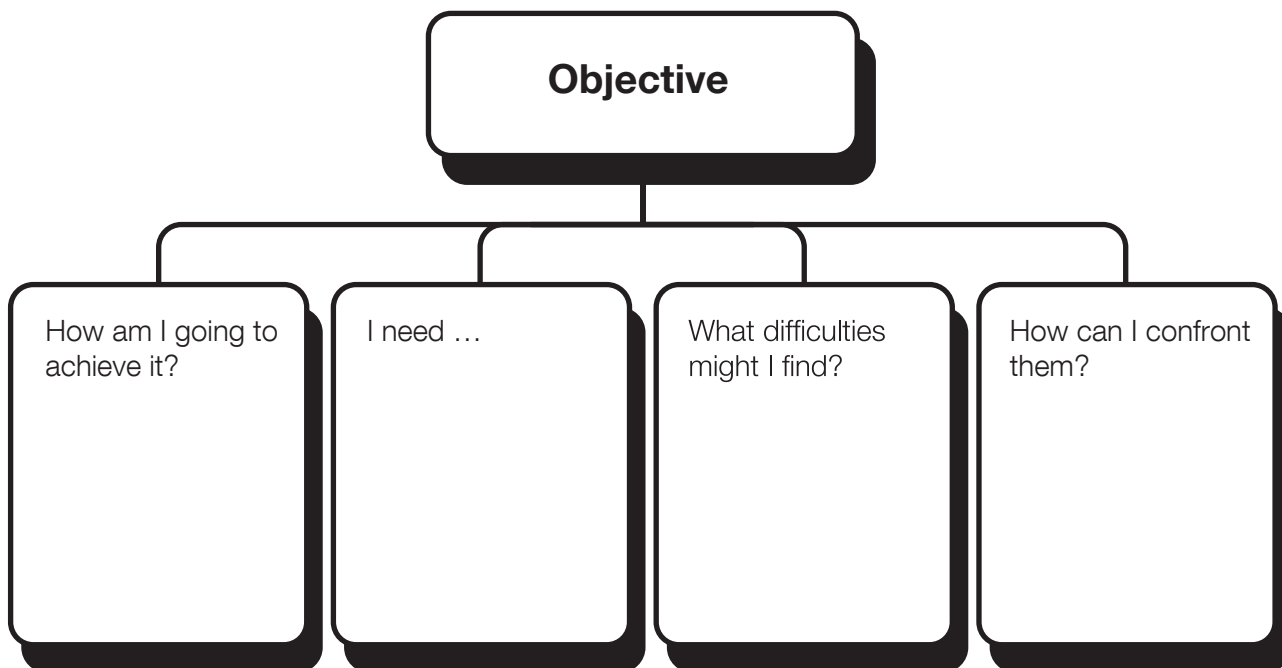 Objective
How am I going to
achieve it?
I need …
What difficulties
might I find?
How can I confront
them?